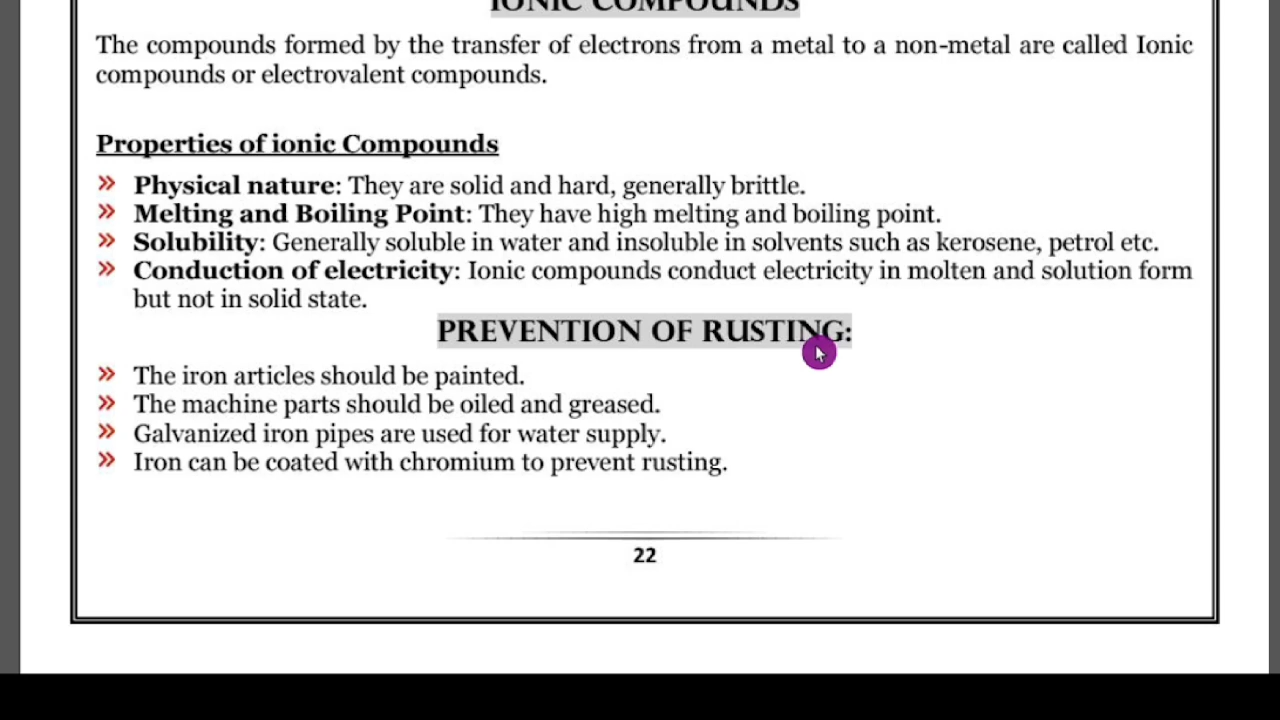 IONIC COMPOUNDS
The compounds formed by the transfer of electrons from a metal to a non-metal are called Ionic
compounds or electrovalent compounds.
Properties of ionic Compounds
» Physical nature: They are solid and hard, generally brittle.
» Melting and Boiling Point: They have high melting and boiling point.
» Solubility: Generally soluble in water and insoluble in solvents such as kerosene, petrol etc.
» Conduction of electricity: Ionic compounds conduct electricity in molten and solution form
but not in solid state.
PREVENTION OF RUSTING:
» The iron articles should be painted.
» The machine parts should be oiled and greased.
» Galvanized iron pipes are used for water supply.
» Iron can be coated with chromium to prevent rusting.
22